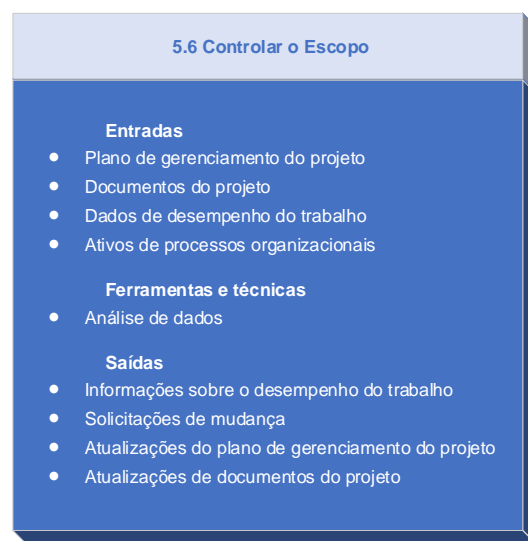 5.6 Controlar o Escopo
Entradas
• Plano de gerenciamento do projeto
• Documentos do projeto
• Dados de desempenho do trabalho
• Ativos de processos organizacionais
Ferramentas e técnicas
• Análise de dados
Saídas
• Informações sobre o desempenho do trabalho
• Solicitações de mudança
• Atualizações do plano de gerenciamento do projeto
• Atualizações de documentos do projeto